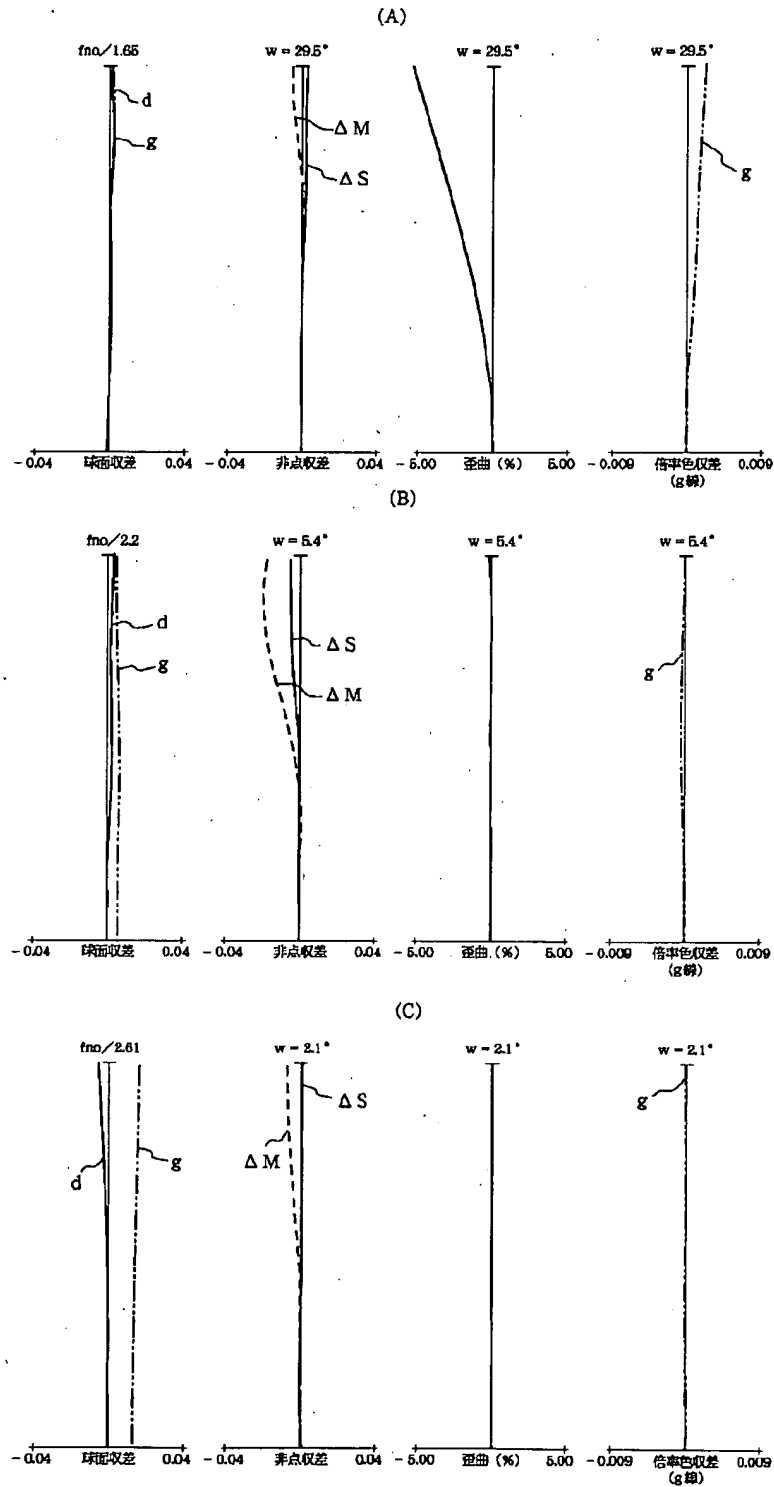 (A)
fno/1.65
w = 29.5°
w = 29.5°
w = 29.5°
d
g
ΔM
ΔS
g
-0.04 球面収差 0.04
-0.04 非点収差 0.04
-5.00 歪曲 (%) 5.00
-0.009 倍率色収差 0.009
(g線)
(B)
fno/2.2
w = 5.4°
w = 5.4°
w = 5.4°
d
g
ΔS
ΔM
g
-0.04 球面収差 0.04
-0.04 非点収差 0.04
-5.00 歪曲 (%) 5.00
-0.009 倍率色収差 0.009
(g線)
(C)
fno/2.61
w = 2.1°
w = 2.1°
w = 2.1°
d
g
ΔS
ΔM
g
-0.04 球面収差 0.04
-0.04 非点収差 0.04
-5.00 歪曲 (%) 5.00
-0.009 倍率色収差 0.009
(g線)